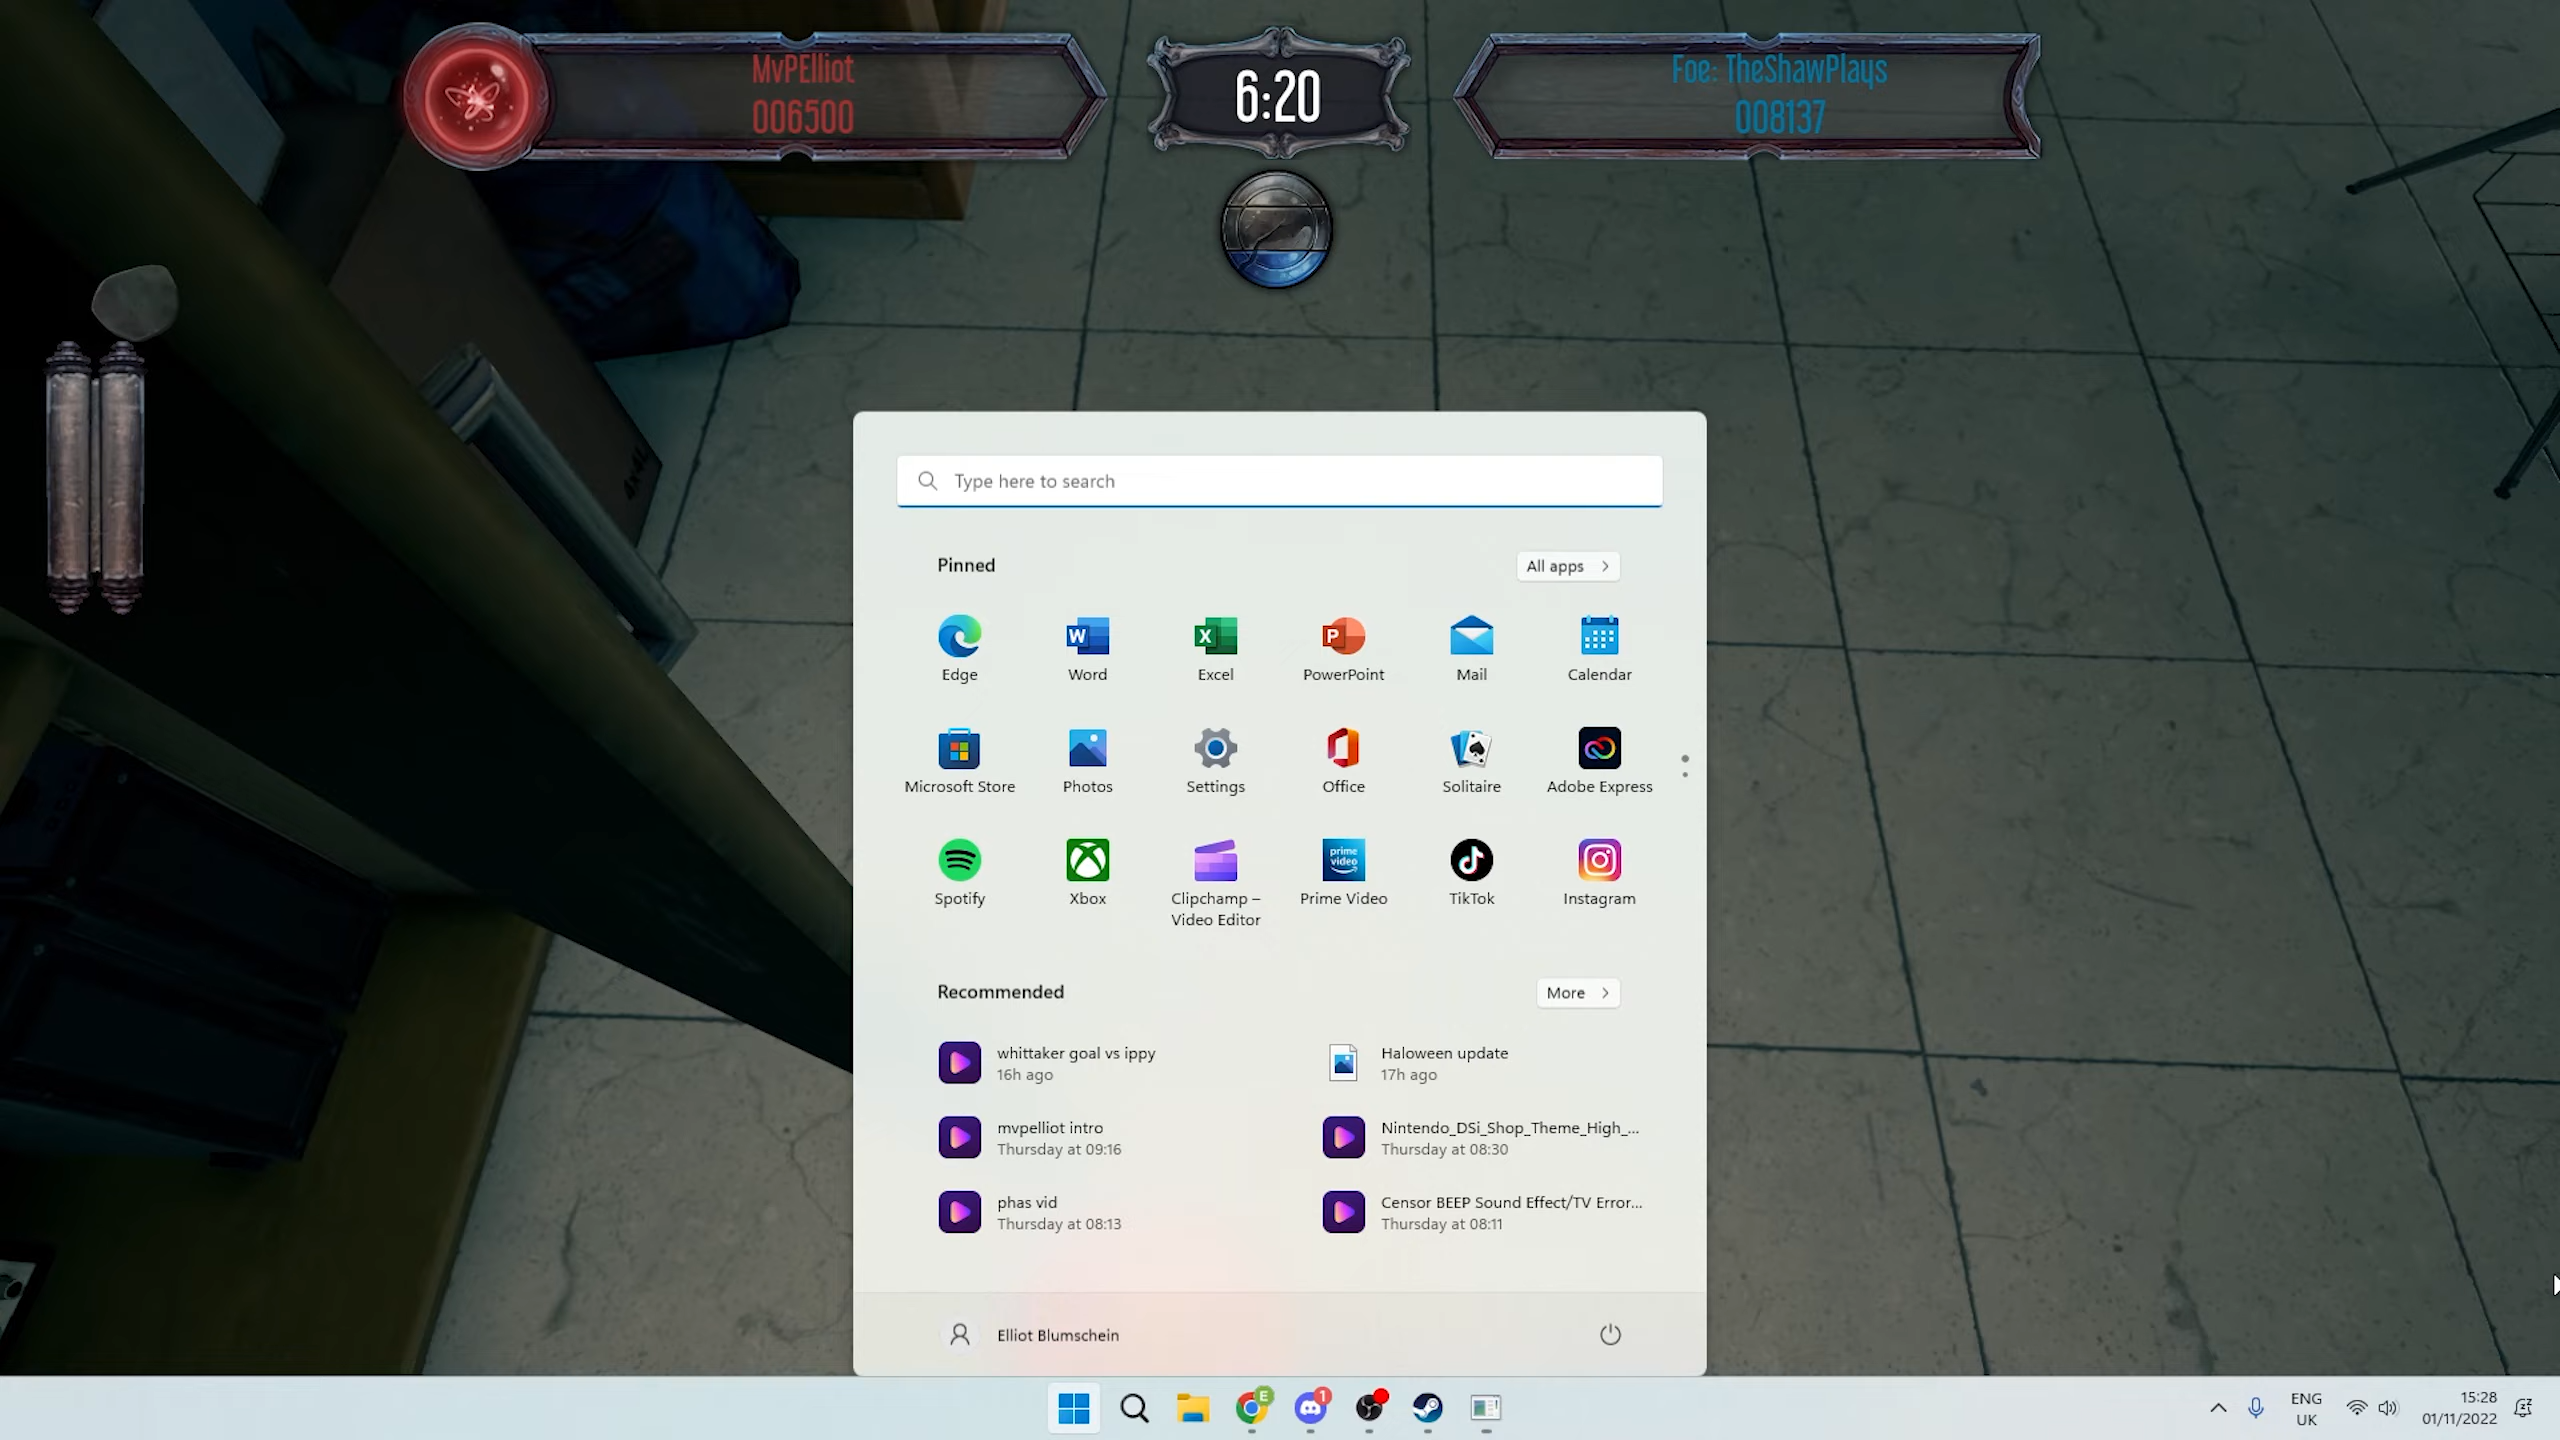 MvPElliot
006500
6:20
Foe: TheShawPlays
008137
4x4L
Type here to search
Pinned
All apps
Edge
Word
Excel
PowerPoint
Mail
Calendar
Microsoft Store
Photos
Settings
Office
Solitaire
Adobe Express
Spotify
Xbox
Clipchamp –
Video Editor
prime
video
Prime Video
TikTok
Instagram
Recommended
More
whittaker goal vs ippy
16h ago
Haloween update
17h ago
mvpelliot intro
Thursday at 09:16
Nintendo_DSi_Shop_Theme_High_...
Thursday at 08:30
phas vid
Thursday at 08:13
Censor BEEP Sound Effect/TV Error...
Thursday at 08:11
Elliot Blumschein
E
1
ENG
UK
15:28
01/11/2022